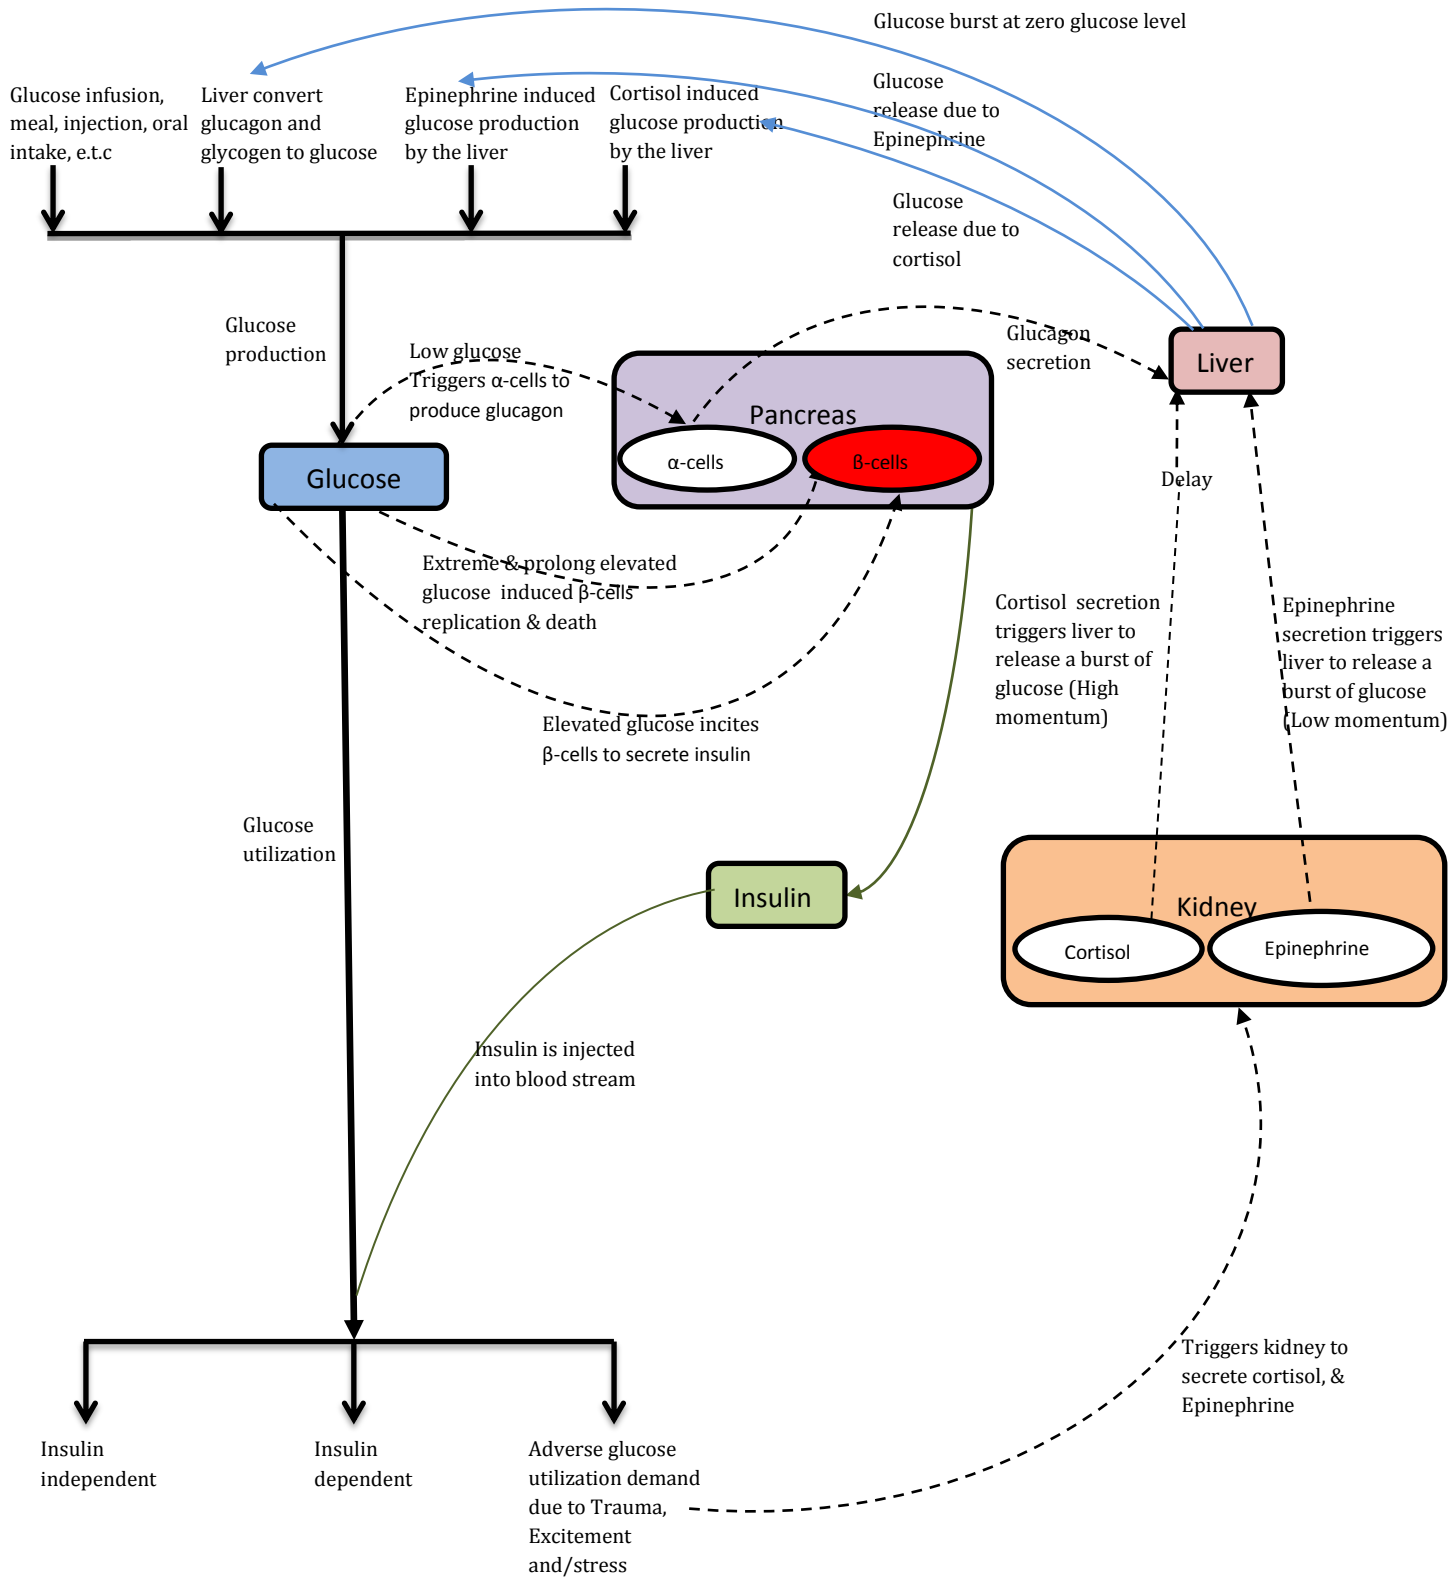 Glucose burst at zero glucose level
Glucose infusion,
meal, injection, oral
intake, e.t.c
Liver convert
glucagon and
glycogen to glucose
Epinephrine induced
glucose production
by the liver
Cortisol induced
glucose production
by the liver
Glucose
release due to
Epinephrine
Glucose
release due to
cortisol
Glucose
production
Low glucose
Triggers α-cells to
produce glucagon
Glucagon
secretion
Liver
Pancreas
α-cells
β-cells
Glucose
Delay
Extreme & prolong elevated
glucose induced β-cells
replication & death
Elevated glucose incites
β-cells to secrete insulin
Cortisol secretion
triggers liver to
release a burst of
glucose (High
momentum)
Epinephrine
secretion triggers
liver to release a
burst of glucose
(Low momentum)
Glucose
utilization
Insulin
Kidney
Cortisol
Epinephrine
Insulin is injected
into blood stream
Triggers kidney to
secrete cortisol, &
Epinephrine
Insulin
independent
Insulin
dependent
Adverse glucose
utilization demand
due to Trauma,
Excitement
and/stress